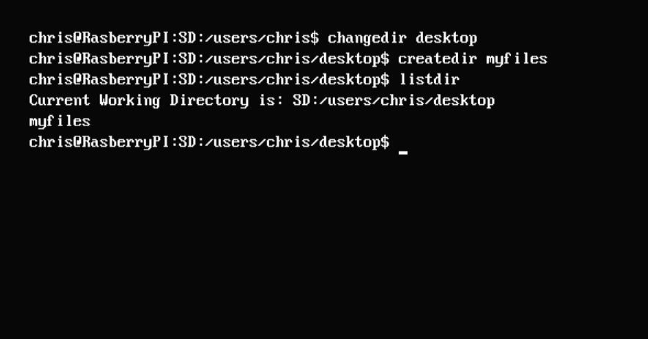 chris@RasberryPI:SD:/users/chris$ changedir desktop
chris@RasberryPI:SD:/users/chris/desktop$ createdir myfiles
chris@RasberryPI:SD:/users/chris/desktop$ listdir
Current Working Directory is: SD:/users/chris/desktop
myfiles
chris@RasberryPI:SD:/users/chris/desktop$ _